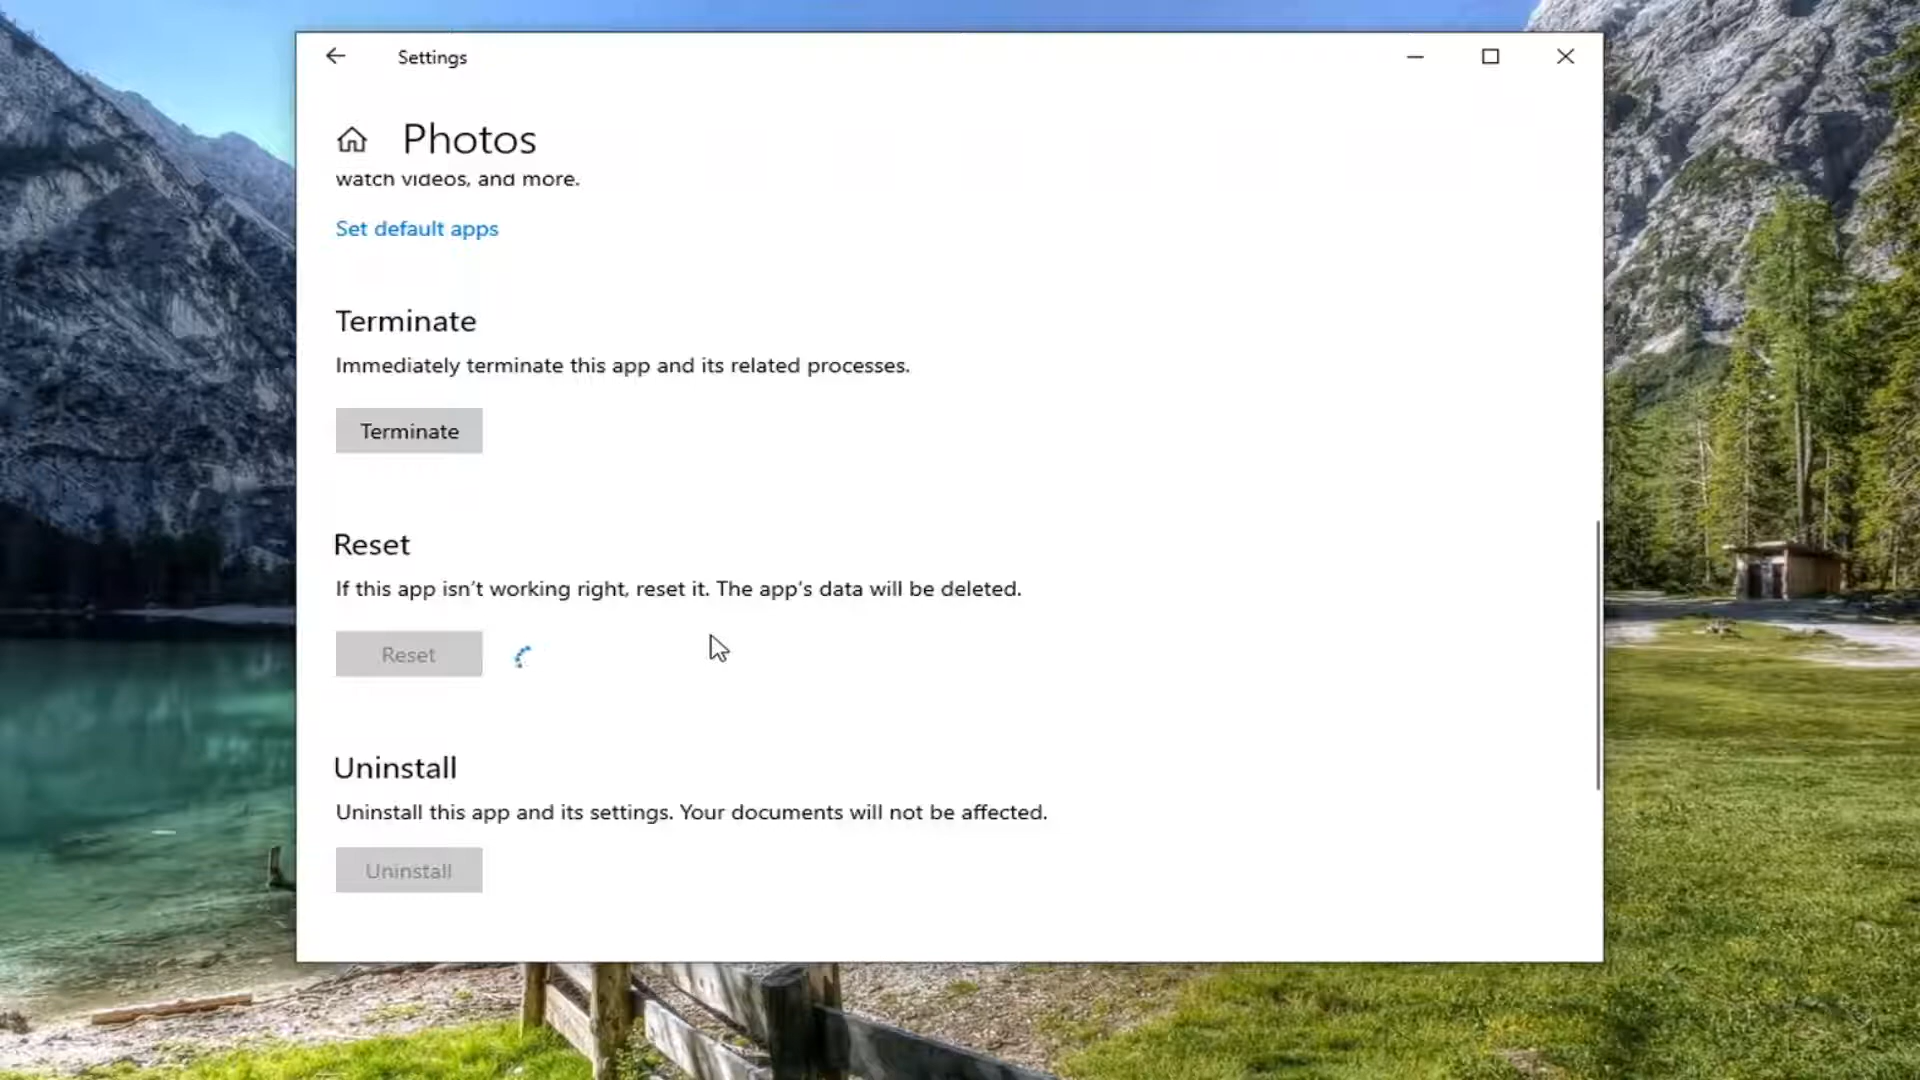 Settings
Photos
watch videos, and more.
Set default apps
Terminate
Immediately terminate this app and its related processes.
Terminate
Reset
If this app isn't working right, reset it. The app's data will be deleted.
Reset
Uninstall
Uninstall this app and its settings. Your documents will not be affected.
Uninstall